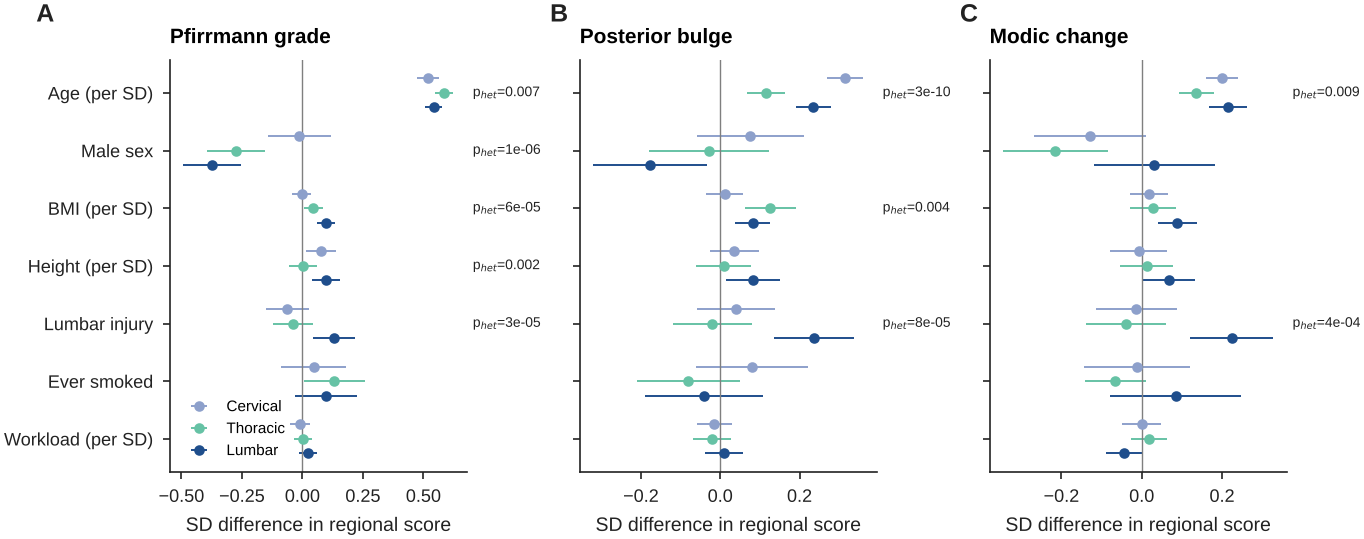 A
B
C
Pfirrmann grade
Posterior bulge
Modic change
Age (per SD)
Male sex
BMI (per SD)
Height (per SD)
Lumbar injury
Ever smoked
Workload (per SD)
phet=0.007
phet=1e-06
phet=6e-05
phet=0.002
phet=3e-05
Cervical
Thoracic
Lumbar
−0.50 −0.25 0.00 0.25 0.50
SD difference in regional score
phet=3e-10
phet=0.004
phet=8e-05
−0.2 0.0 0.2
SD difference in regional score
phet=0.009
phet=4e-04
−0.2 0.0 0.2
SD difference in regional score